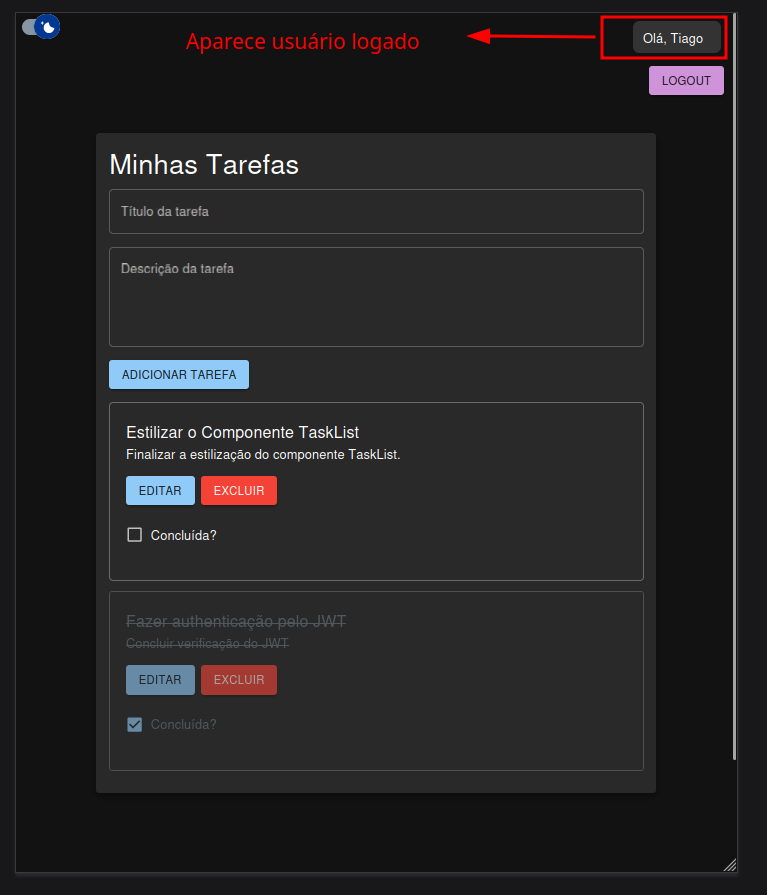 Aparece usuário logado
Olá, Tiago
LOGOUT
Minhas Tarefas
Título da tarefa
Descrição da tarefa
ADICIONAR TAREFA
Estilizar o Componente TaskList
Finalizar a estilização do componente TaskList.
EDITAR EXCLUIR
Concluída?
Fazer authenticação pelo JWT
Concluir verificação do JWT
EDITAR EXCLUIR
Concluída?